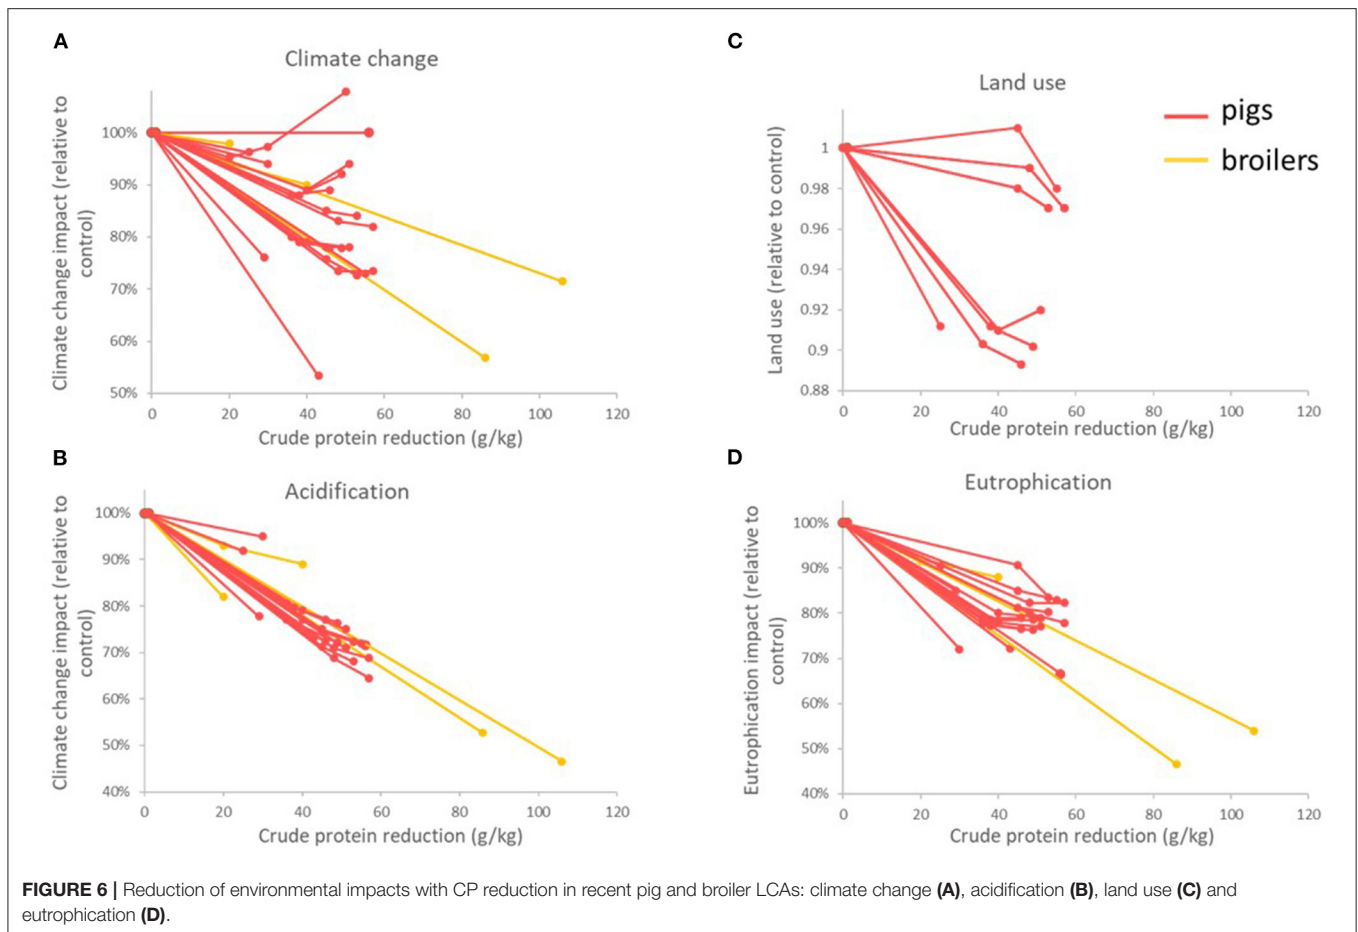 A
Climate change
Climate change impact (relative to
control)
100%
90%
80%
70%
60%
50%
0 20 40 60 80 100 120
Crude protein reduction (g/kg)
C
Land use
Land use (relative to control)
1
0.98
0.96
0.94
0.92
0.9
0.88
0 20 40 60 80 100 120
Crude protein reduction (g/kg)
pigs
broilers
B
Acidification
Climate change impact (relative to
control)
100%
90%
80%
70%
60%
50%
40%
0 20 40 60 80 100 120
Crude protein reduction (g/kg)
D
Eutrophication
Eutrophication impact (relative to
control)
100%
90%
80%
70%
60%
50%
40%
0 20 40 60 80 100 120
Crude protein reduction (g/kg)
FIGURE 6 | Reduction of environmental impacts with CP reduction in recent pig and broiler LCAs: climate change (A), acidification (B), land use (C) and
eutrophication (D).